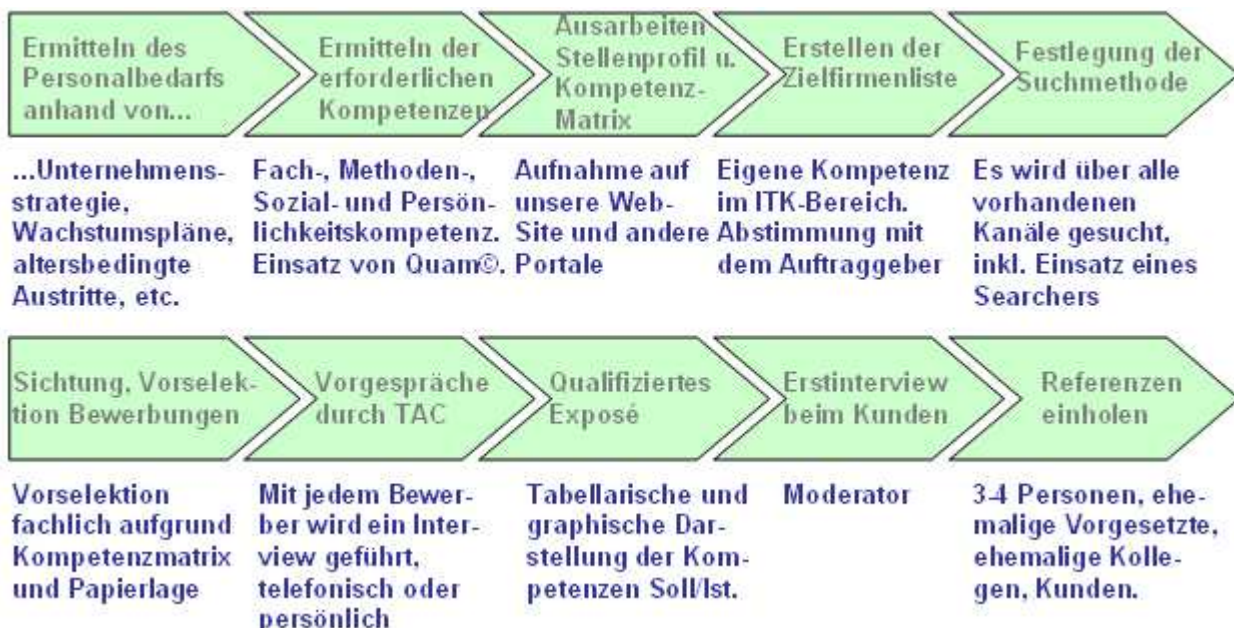 Ermitteln des
Personalbedarfs
anhand von...
Ermitteln der
erforderlichen
Kompetenzen
Ausarbeiten
Stellenprofil u.
Kompetenz-
Matrix
Erstellen der
Zielfirmenliste
Festlegung der
Suchmethode
...Unternehmens-
strategie,
Wachstumspläne,
altersbedingte
Austritte, etc.
Fach-, Methoden-,
Sozial- und Persön-
lichkeitskompetenz.
Einsatz von Quam©.
Aufnahme auf
unsere Web-
Site und andere
Portale
Eigene Kompetenz
im ITK-Bereich.
Abstimmung mit
dem Auftraggeber
Es wird über alle
vorhandenen
Kanäle gesucht,
inkl. Einsatz eines
Searchers
Sichtung, Vorselek-
tion Bewerbungen
Vorgespräche
durch TAC
Qualifiziertes
Exposé
Erstinterview
beim Kunden
Referenzen
einholen
Vorselektion
fachlich aufgrund
Kompetenzmatrix
und Papierlage
Mit jedem Bewer-
ber wird ein Inter-
view geführt,
telefonisch oder
persönlich
Tabellarische und
graphische Dar-
stellung der Kom-
petenzen Soll/Ist.
Moderator
3-4 Personen, ehe-
malige Vorgesetzte,
ehemalige Kolle-
gen, Kunden.